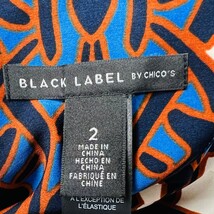 BLACK LABEL BY CHICO'S
2
MADE IN
CHINA
HECHO EN
CHINA
FABRIQUÉ EN
CHINE
À L'EXCEPTION DE
L'ÉLASTIQUE